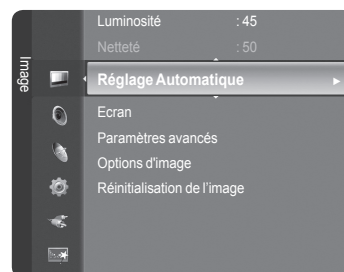 Image
Luminosité : 45
Netteté : 50
Réglage Automatique
Ecran
Paramètres avancés
Options d'image
Réinitialisation de l'image